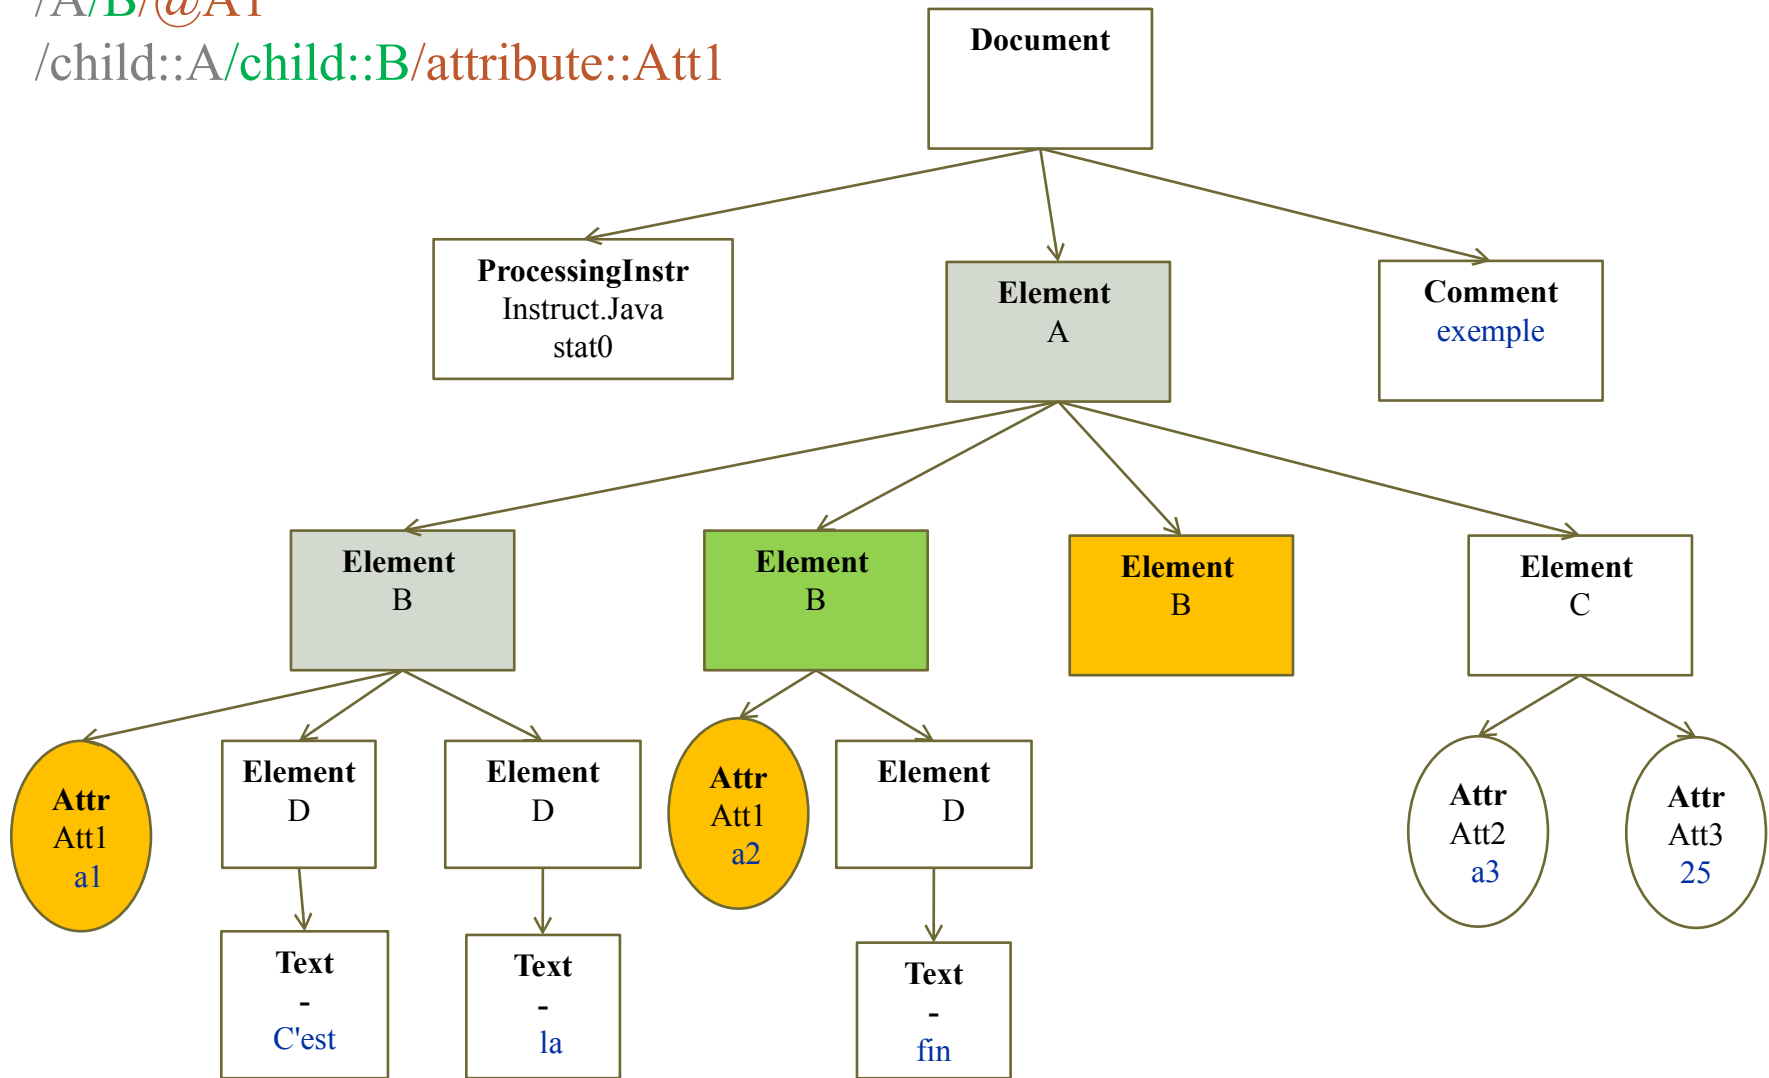 /A/B/@A1
/child::A/child::B/attribute::Att1
Document
ProcessingInstr
Instruct.Java
stat0
Element
A
Comment
exemple
Element
B
Element
B
Element
B
Element
C
Attr
Att1
a1
Element
D
Element
D
Attr
Att1
a2
Element
D
Attr
Att2
a3
Attr
Att3
25
Text
-
C'est
Text
-
la
Text
-
fin